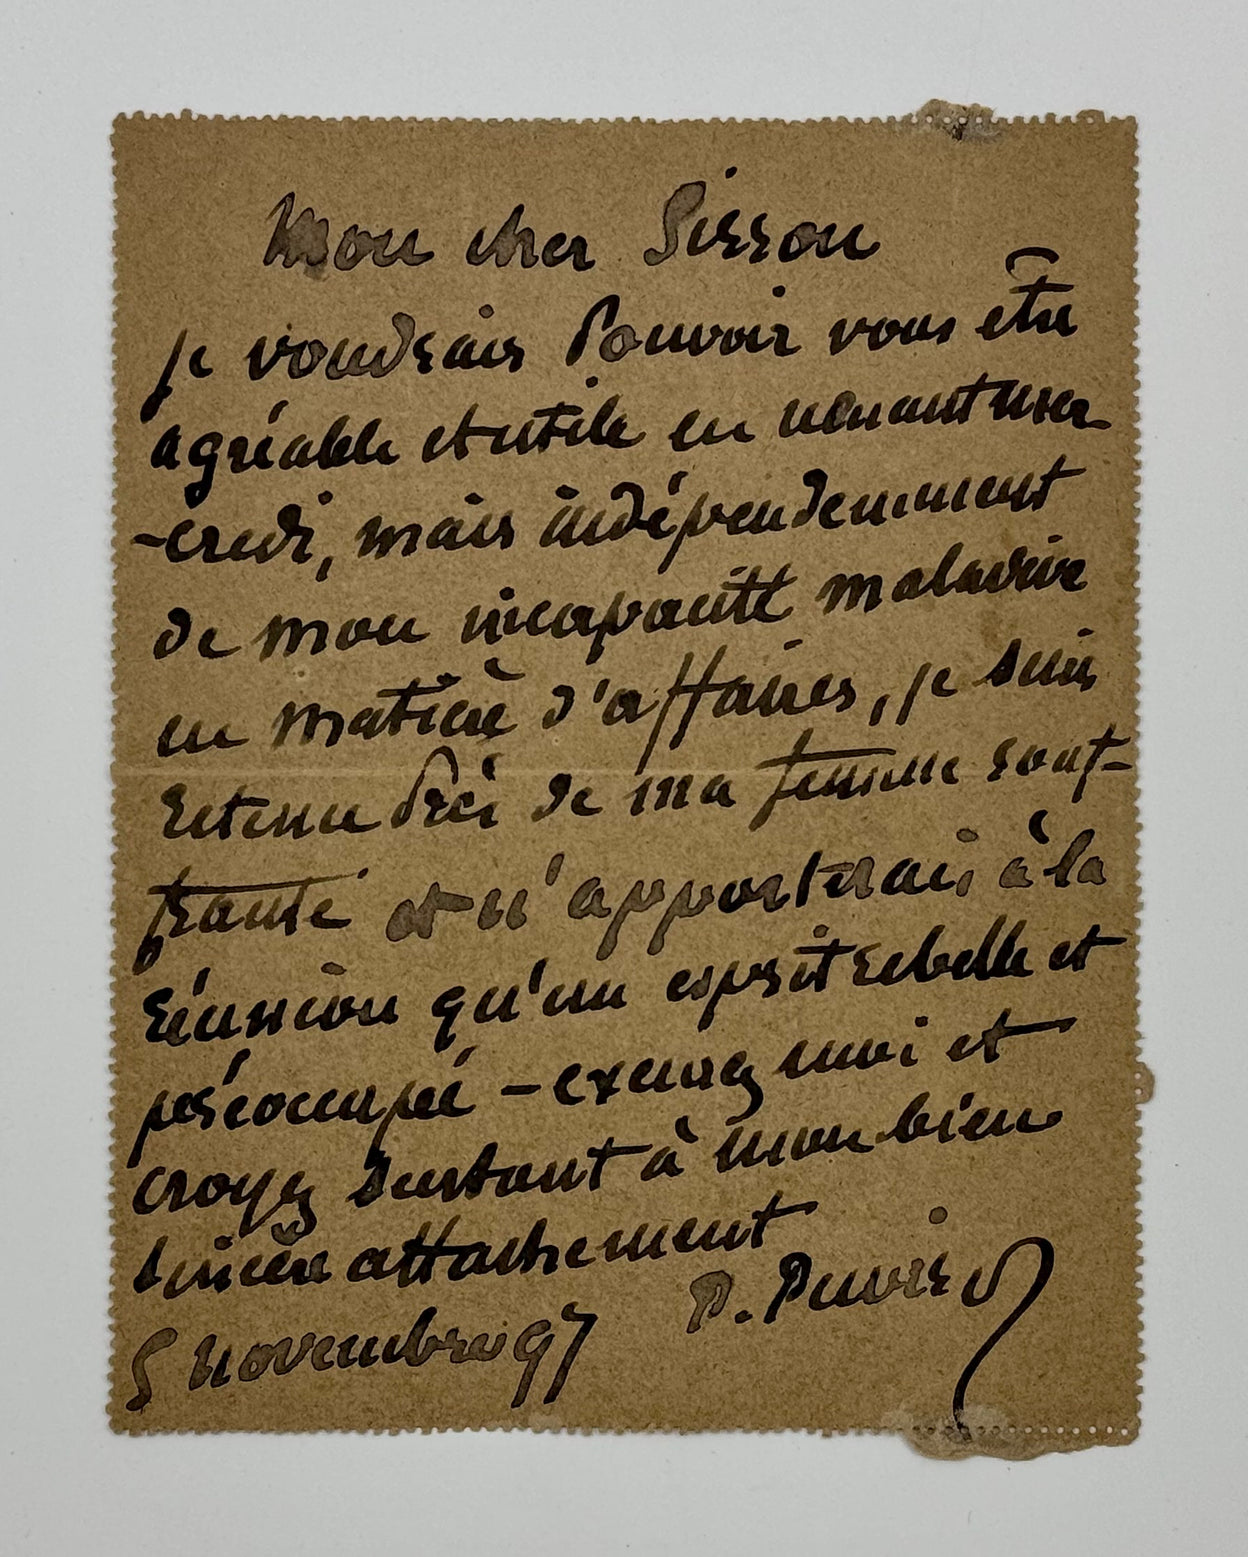 Mon cher Sisson
je voudrais Pouvoir vous être
agréable et utile en venant mer
-credi, mais indépendemment
de mon incapacité maladive
en matière d'affaires, je suis
retenu près de ma femme souf-
frante et n'apporterais à la
réunion qu'un esprit rebelle et
préoccupé - excusez moi et
croyez surtout à mon bien
sincère attachement
P. Puvis
5 novembre 97